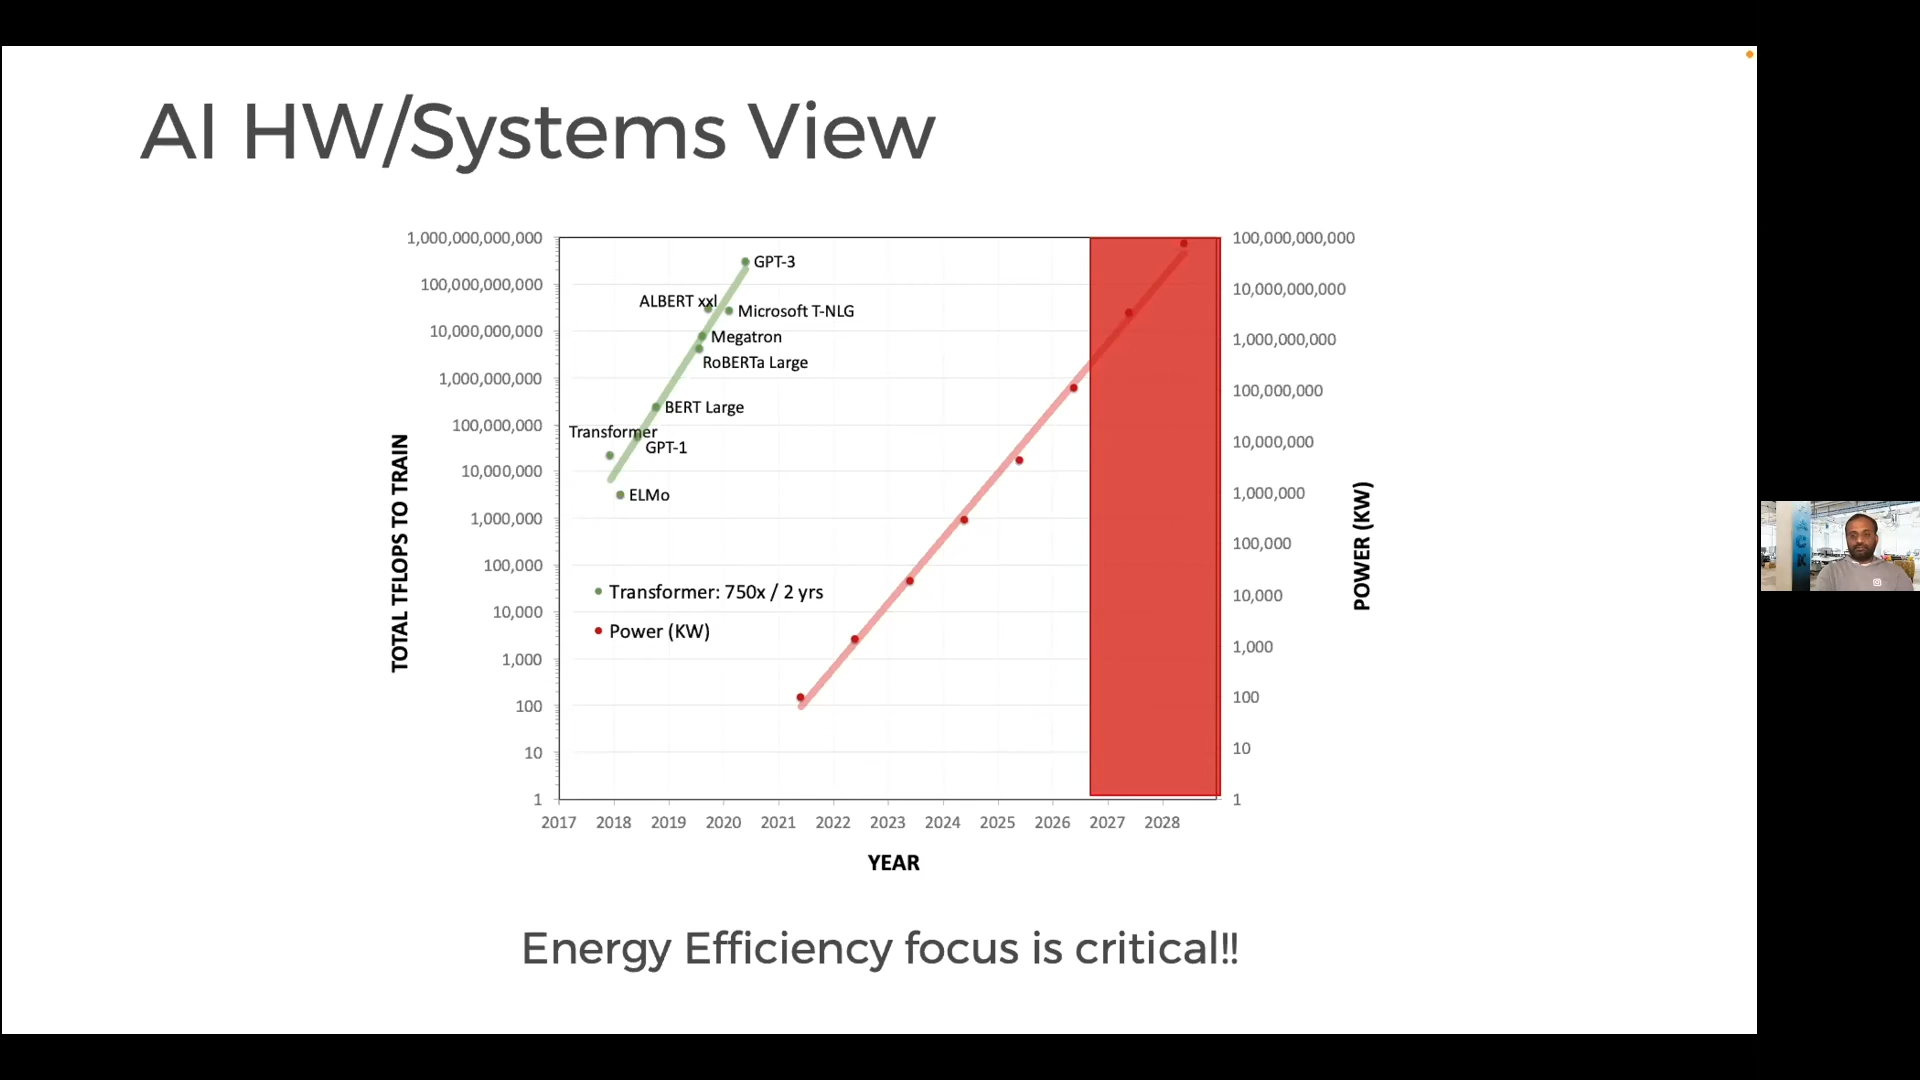 AI HW/Systems View
1,000,000,000,000
100,000,000,000
10,000,000,000
1,000,000,000
100,000,000
10,000,000
1,000,000
100,000
10,000
1,000
100
10
1
TOTAL TFLOPS TO TRAIN
GPT-3
ALBERT xxl
Microsoft T-NLG
Megatron
RoBERTa Large
BERT Large
Transformer
GPT-1
ELMo
Transformer: 750x / 2 yrs
Power (KW)
100,000,000,000
10,000,000,000
1,000,000,000
100,000,000
10,000,000
1,000,000
100,000
10,000
1,000
100
10
1
POWER (KW)
2017 2018 2019 2020 2021 2022 2023 2024 2025 2026 2027 2028
YEAR
Energy Efficiency focus is critical!!